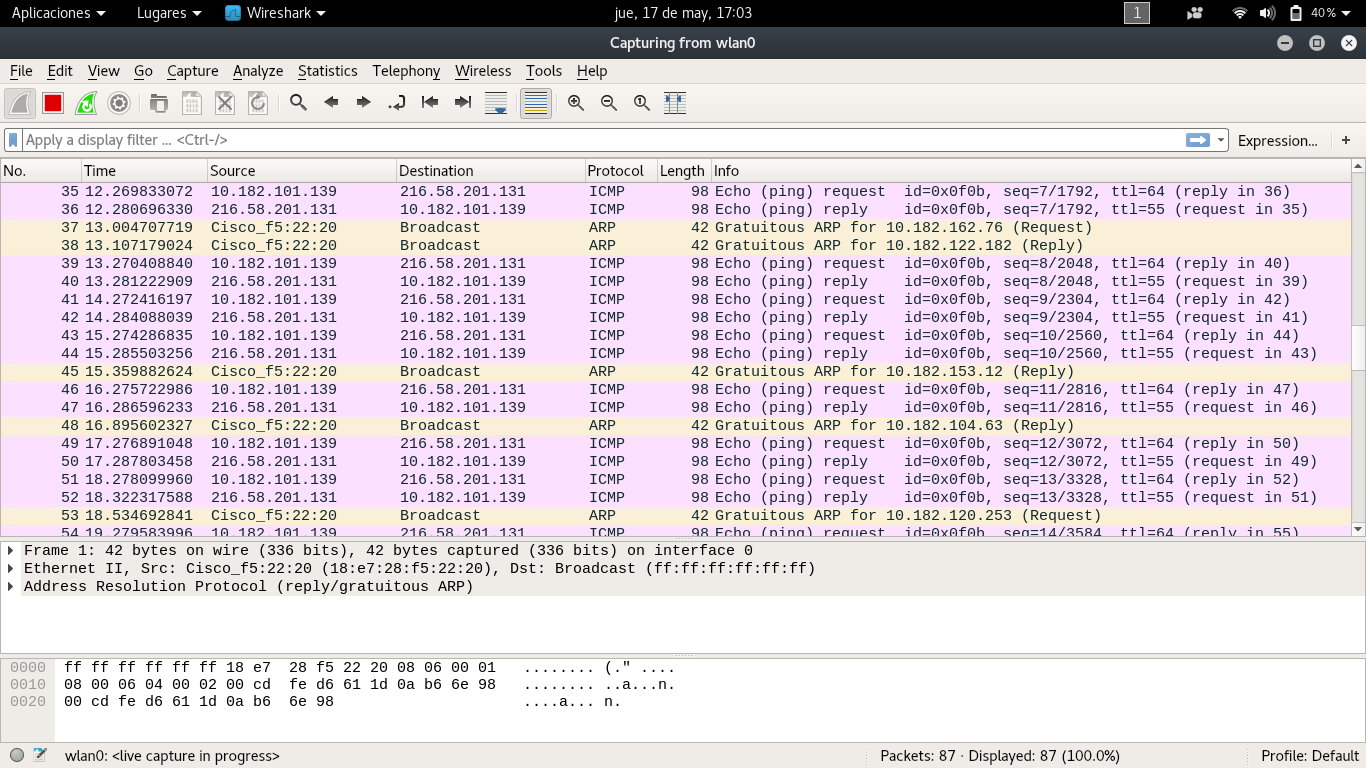 Aplicaciones Lugares Wireshark jue, 17 de may, 17:03 1 40 %
Capturing from wlan0
File Edit View Go Capture Analyze Statistics Telephony Wireless Tools Help
Apply a display filter ... <Ctrl-/> Expression... +
No. Time Source Destination Protocol Length Info
35 12.269833072 10.182.101.139 216.58.201.131 ICMP 98 Echo (ping) request id=0x0f0b, seq=7/1792, ttl=64 (reply in 36)
36 12.280696330 216.58.201.131 10.182.101.139 ICMP 98 Echo (ping) reply id=0x0f0b, seq=7/1792, ttl=55 (request in 35)
37 13.004707719 Cisco_f5:22:20 Broadcast ARP 42 Gratuitous ARP for 10.182.162.76 (Request)
38 13.107179024 Cisco_f5:22:20 Broadcast ARP 42 Gratuitous ARP for 10.182.122.182 (Reply)
39 13.270408840 10.182.101.139 216.58.201.131 ICMP 98 Echo (ping) request id=0x0f0b, seq=8/2048, ttl=64 (reply in 40)
40 13.281222909 216.58.201.131 10.182.101.139 ICMP 98 Echo (ping) reply id=0x0f0b, seq=8/2048, ttl=55 (request in 39)
41 14.272416197 10.182.101.139 216.58.201.131 ICMP 98 Echo (ping) request id=0x0f0b, seq=9/2304, ttl=64 (reply in 42)
42 14.284088039 216.58.201.131 10.182.101.139 ICMP 98 Echo (ping) reply id=0x0f0b, seq=9/2304, ttl=55 (request in 41)
43 15.274286835 10.182.101.139 216.58.201.131 ICMP 98 Echo (ping) request id=0x0f0b, seq=10/2560, ttl=64 (reply in 44)
44 15.285503256 216.58.201.131 10.182.101.139 ICMP 98 Echo (ping) reply id=0x0f0b, seq=10/2560, ttl=55 (request in 43)
45 15.359882624 Cisco_f5:22:20 Broadcast ARP 42 Gratuitous ARP for 10.182.153.12 (Reply)
46 16.275722986 10.182.101.139 216.58.201.131 ICMP 98 Echo (ping) request id=0x0f0b, seq=11/2816, ttl=64 (reply in 47)
47 16.286596233 216.58.201.131 10.182.101.139 ICMP 98 Echo (ping) reply id=0x0f0b, seq=11/2816, ttl=55 (request in 46)
48 16.895602327 Cisco_f5:22:20 Broadcast ARP 42 Gratuitous ARP for 10.182.104.63 (Reply)
49 17.276891048 10.182.101.139 216.58.201.131 ICMP 98 Echo (ping) request id=0x0f0b, seq=12/3072, ttl=64 (reply in 50)
50 17.287803458 216.58.201.131 10.182.101.139 ICMP 98 Echo (ping) reply id=0x0f0b, seq=12/3072, ttl=55 (request in 49)
51 18.278099960 10.182.101.139 216.58.201.131 ICMP 98 Echo (ping) request id=0x0f0b, seq=13/3328, ttl=64 (reply in 52)
52 18.322317588 216.58.201.131 10.182.101.139 ICMP 98 Echo (ping) reply id=0x0f0b, seq=13/3328, ttl=55 (request in 51)
53 18.534692841 Cisco_f5:22:20 Broadcast ARP 42 Gratuitous ARP for 10.182.120.253 (Request)
54 19.279583996 10.182.101.139 216.58.201.131 ICMP 98 Echo (ping) request id=0x0f0b, seq=14/3584, ttl=64 (reply in 55)
Frame 1: 42 bytes on wire (336 bits), 42 bytes captured (336 bits) on interface 0
Ethernet II, Src: Cisco_f5:22:20 (18:e7:28:f5:22:20), Dst: Broadcast (ff:ff:ff:ff:ff:ff)
Address Resolution Protocol (reply/gratuitous ARP)
0000 ff ff ff ff ff ff 18 e7 28 f5 22 20 08 06 00 01 ........ (." ....
0010 08 00 06 04 00 02 00 cd fe d6 61 1d 0a b6 6e 98 ........ ..a...n.
0020 00 cd fe d6 61 1d 0a b6 6e 98 ....a... n.
wlan0: <live capture in progress> Packets: 87 · Displayed: 87 (100.0%) Profile: Default